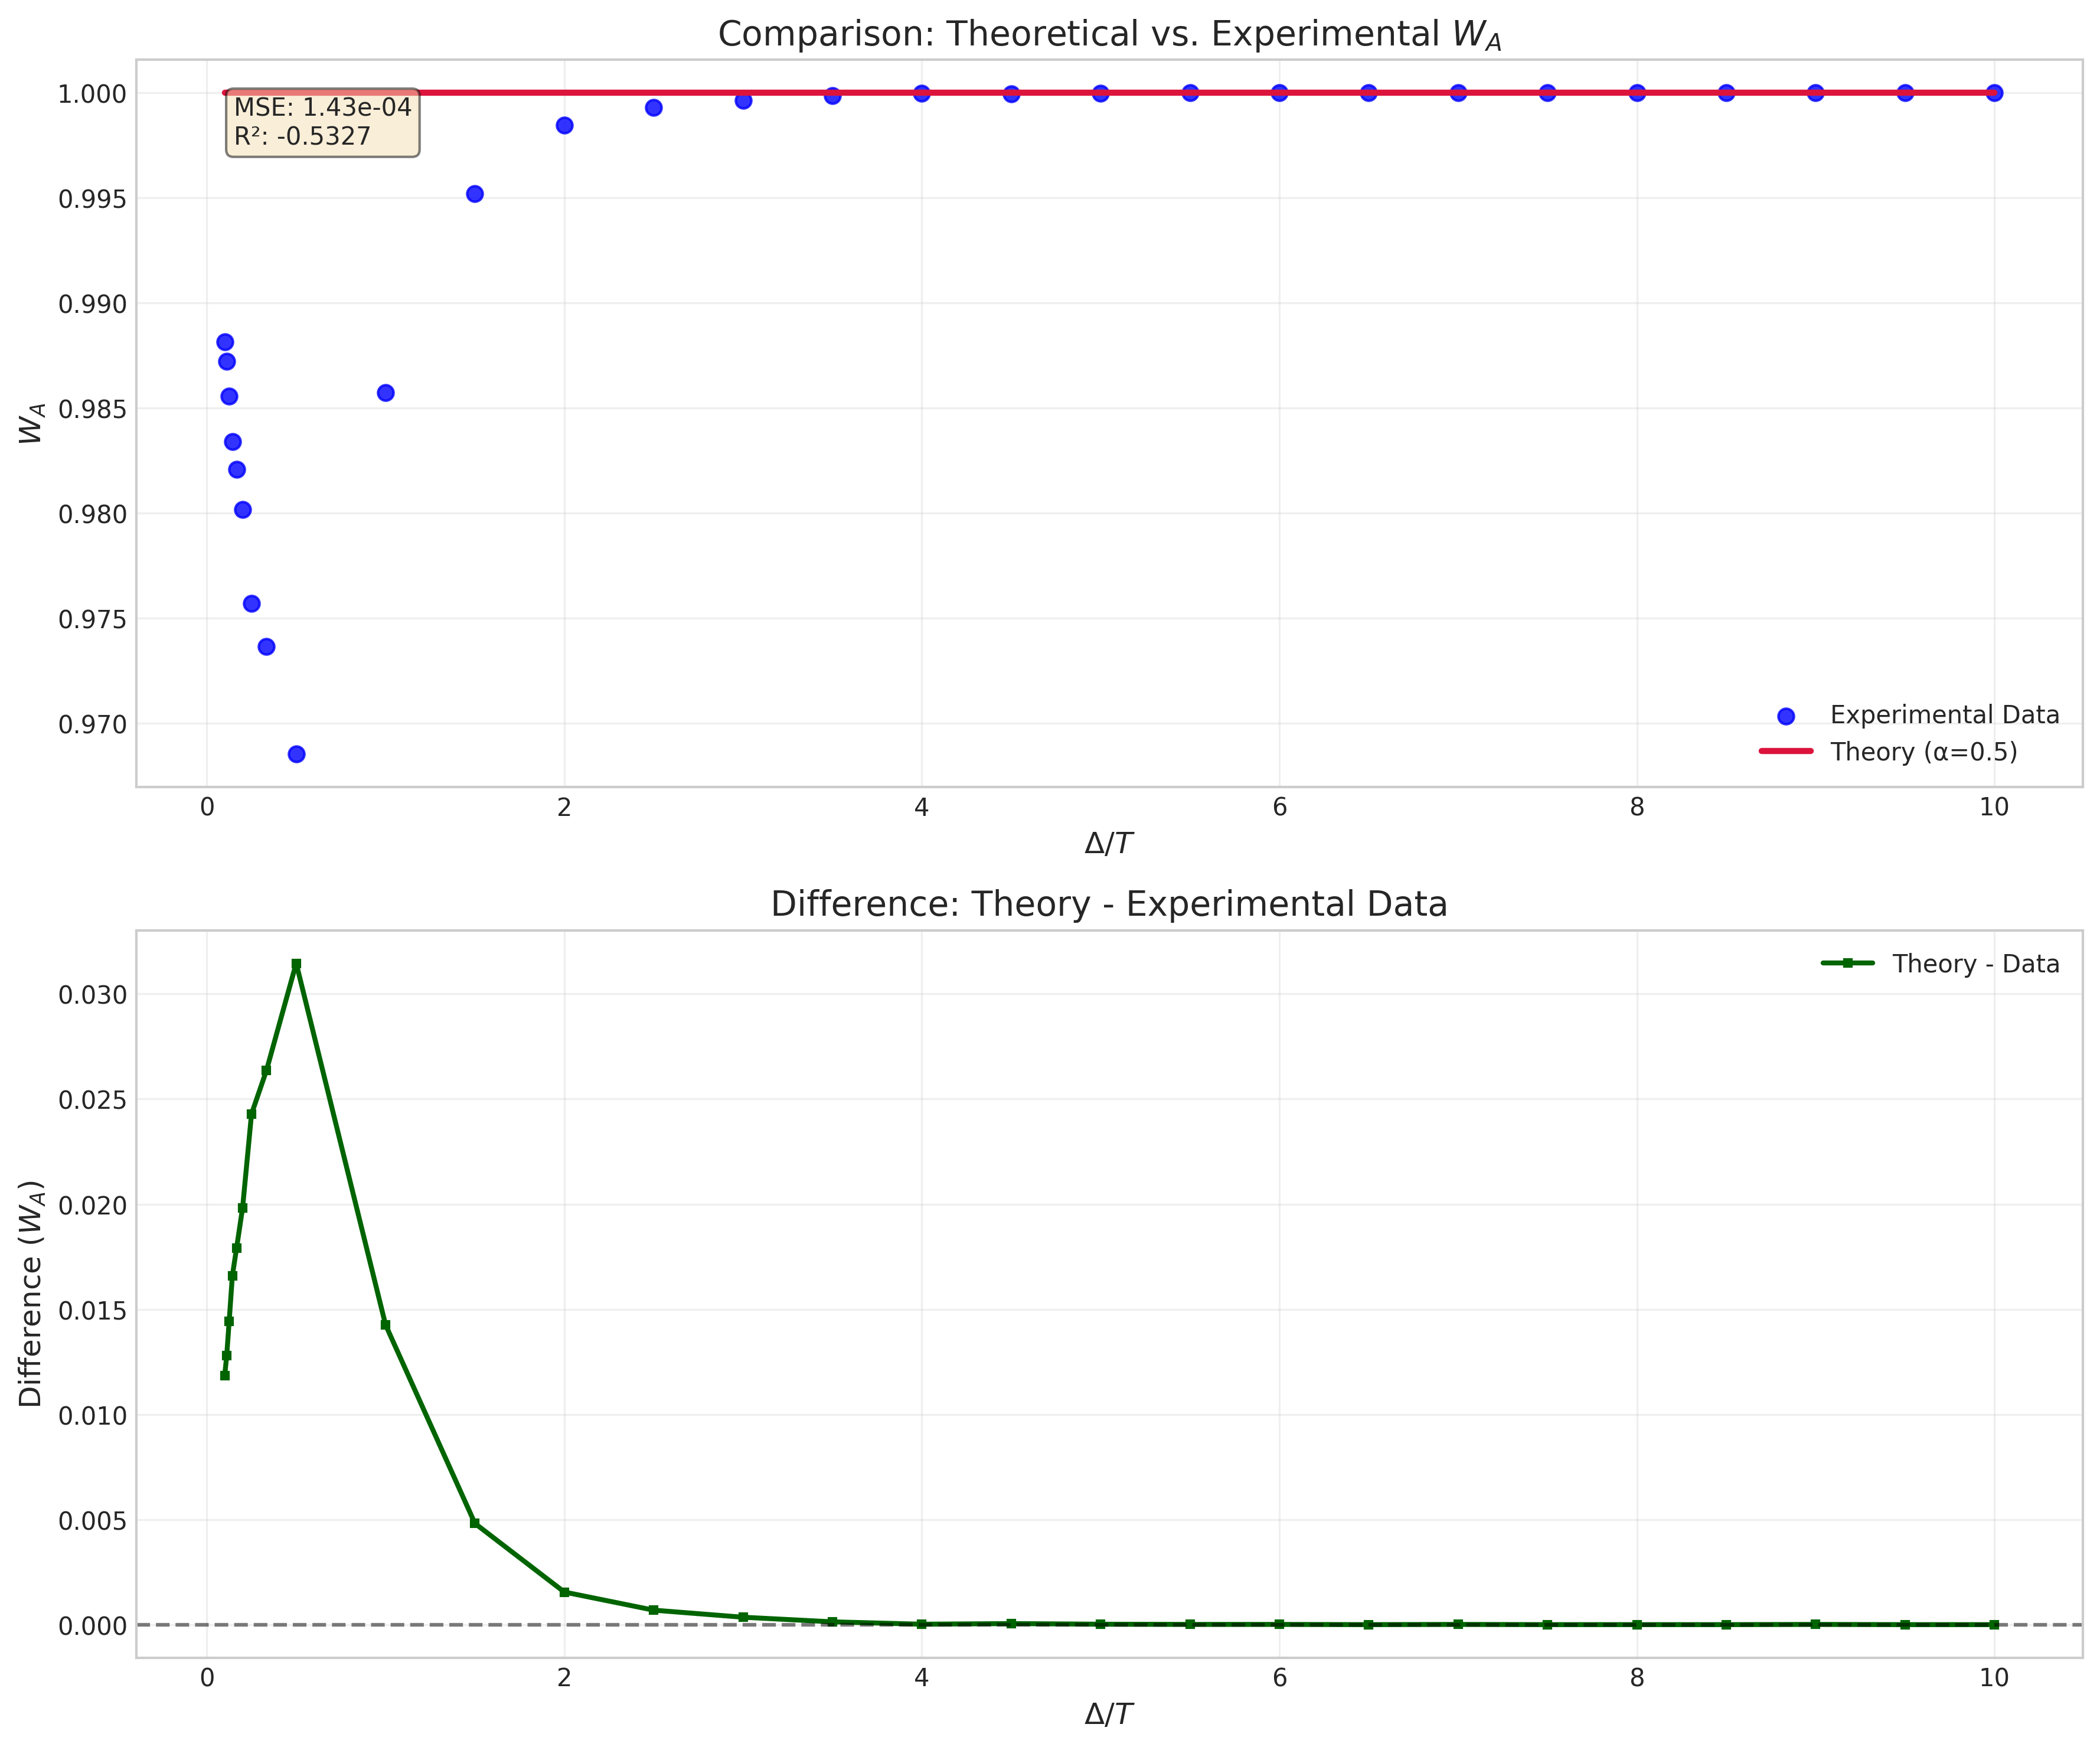 Comparison: Theoretical vs. Experimental W_A
1.000
0.995
0.990
0.985
0.980
0.975
0.970
W_A
MSE: 1.43e-04
R²: -0.5327
Experimental Data
Theory (α=0.5)
0 2 4 6 8 10
Δ/T
Difference: Theory - Experimental Data
0.030
0.025
0.020
0.015
0.010
0.005
0.000
Difference (W_A)
Theory - Data
0 2 4 6 8 10
Δ/T